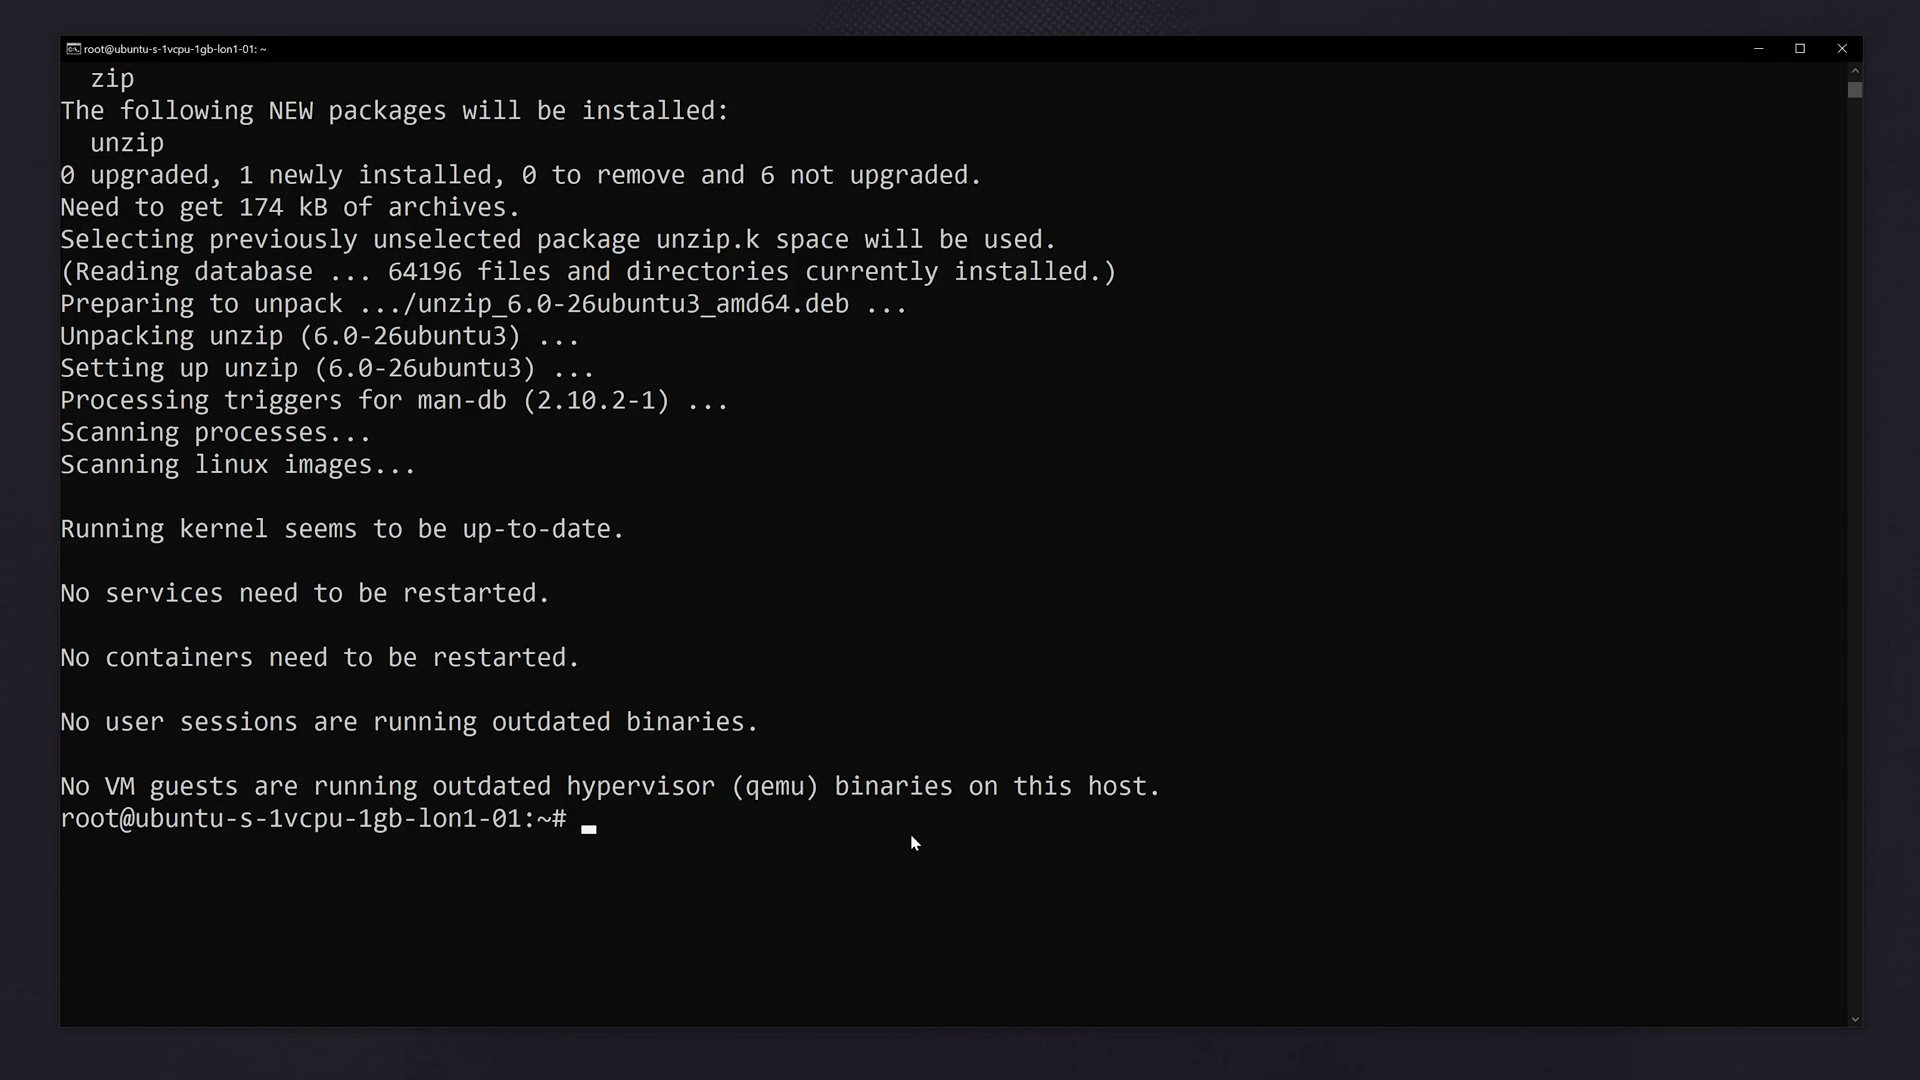 root@ubuntu-s-1vcpu-1gb-lon1-01: ~
  zip
The following NEW packages will be installed:
  unzip
0 upgraded, 1 newly installed, 0 to remove and 6 not upgraded.
Need to get 174 kB of archives.
Selecting previously unselected package unzip.k space will be used.
(Reading database ... 64196 files and directories currently installed.)
Preparing to unpack .../unzip_6.0-26ubuntu3_amd64.deb ...
Unpacking unzip (6.0-26ubuntu3) ...
Setting up unzip (6.0-26ubuntu3) ...
Processing triggers for man-db (2.10.2-1) ...
Scanning processes...
Scanning linux images...
Running kernel seems to be up-to-date.
No services need to be restarted.
No containers need to be restarted.
No user sessions are running outdated binaries.
No VM guests are running outdated hypervisor (qemu) binaries on this host.
root@ubuntu-s-1vcpu-1gb-lon1-01:~#